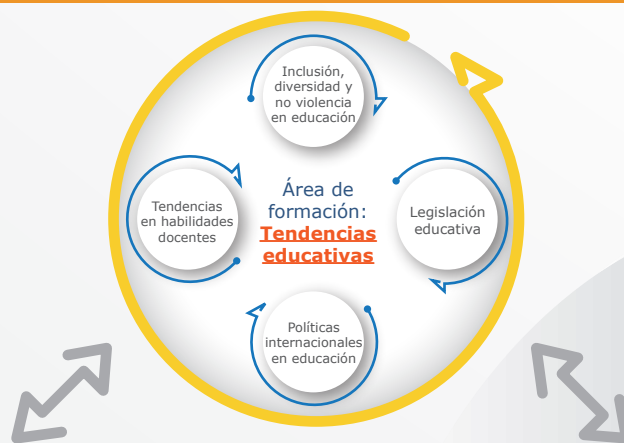 Inclusión,
diversidad y
no violencia
en educación
Área de
formación:
Tendencias
educativas
Tendencias
en habilidades
docentes
Legislación
educativa
Políticas
internacionales
en educación